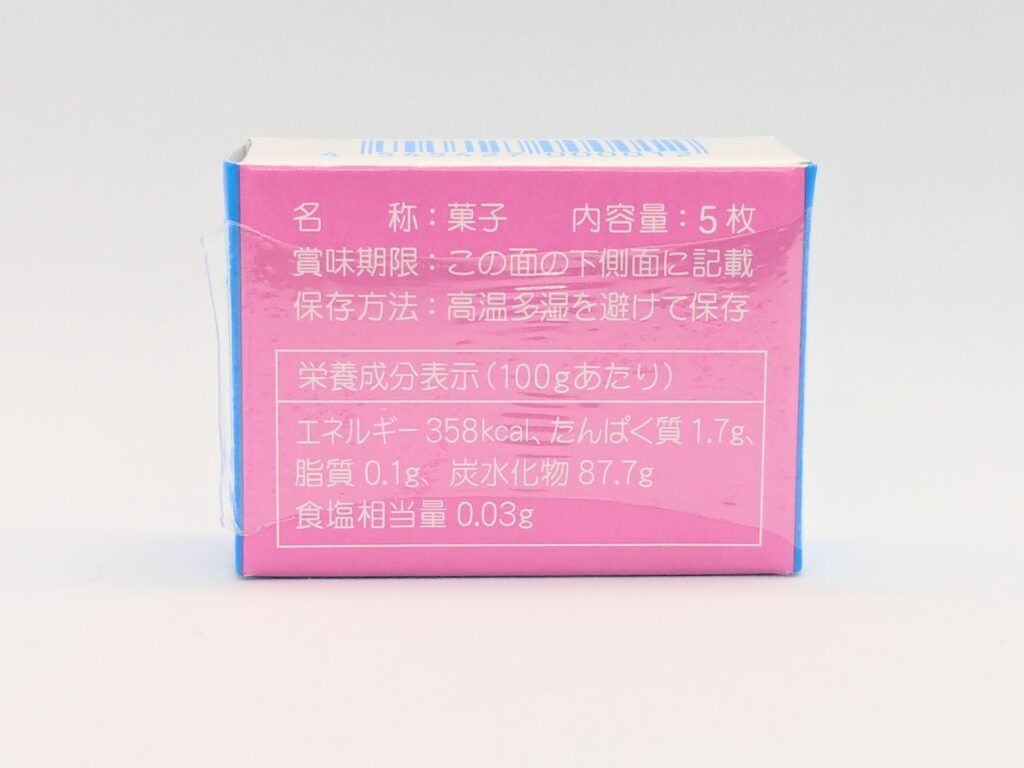 4 545427 000012
名　　称：菓子　　内容量：5枚
賞味期限：この面の下側面に記載
保存方法：高温多湿を避けて保存
栄養成分表示（100gあたり）
エネルギー 358kcal、たんぱく質 1.7g、
脂質 0.1g、炭水化物 87.7g
食塩相当量 0.03g